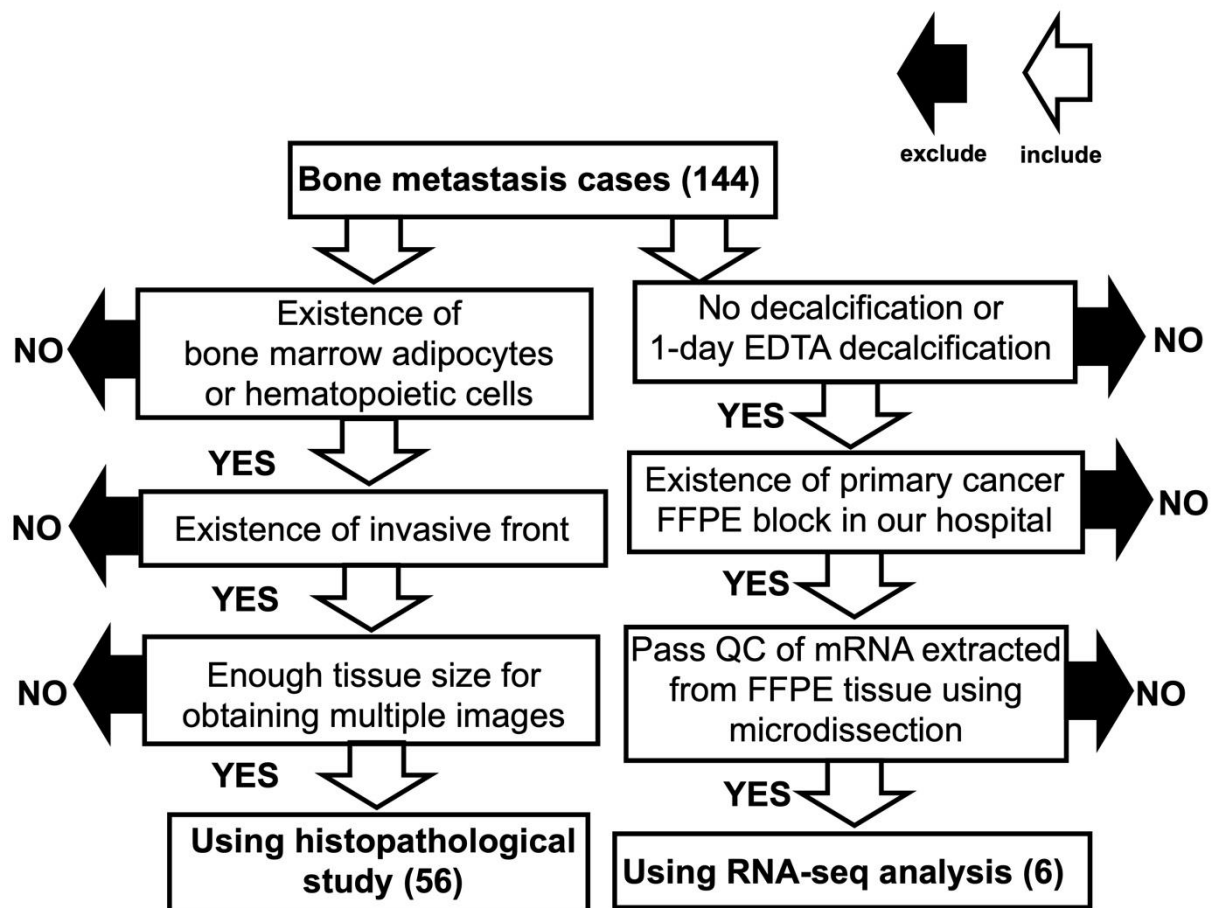 exclude include
Bone metastasis cases (144)
Existence of
bone marrow adipocytes
or hematopoietic cells
NO
YES
Existence of invasive front
NO
YES
Enough tissue size for
obtaining multiple images
NO
YES
Using histopathological
study (56)
No decalcification or
1-day EDTA decalcification
NO
YES
Existence of primary cancer
FFPE block in our hospital
NO
YES
Pass QC of mRNA extracted
from FFPE tissue using
microdissection
NO
YES
Using RNA-seq analysis (6)